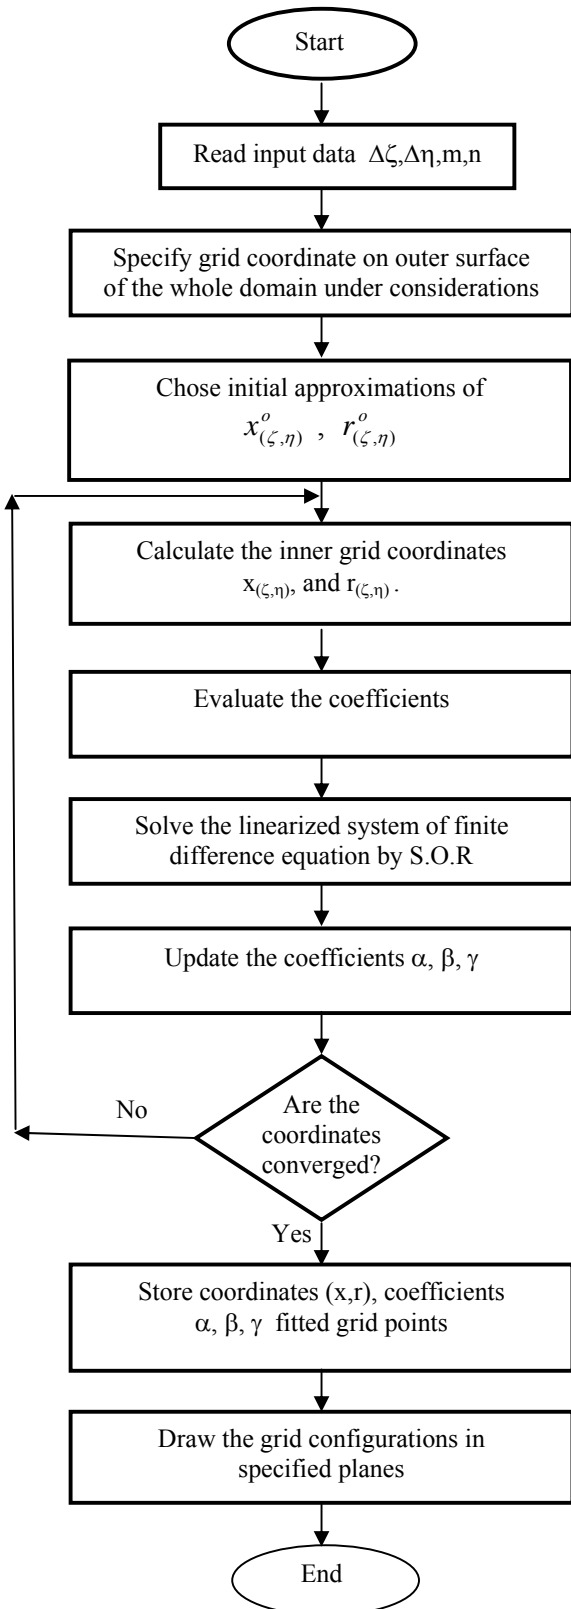 Start
Read input data Δζ,Δη,m,n
Specify grid coordinate on outer surface
of the whole domain under considerations
Chose initial approximations of
x^o_(ζ,η) , r^o_(ζ,η)
Calculate the inner grid coordinates
x_(ζ,η), and r_(ζ,η) .
Evaluate the coefficients
Solve the linearized system of finite
difference equation by S.O.R
Update the coefficients α, β, γ
No
Are the
coordinates
converged?
Yes
Store coordinates (x,r), coefficients
α, β, γ fitted grid points
Draw the grid configurations in
specified planes
End